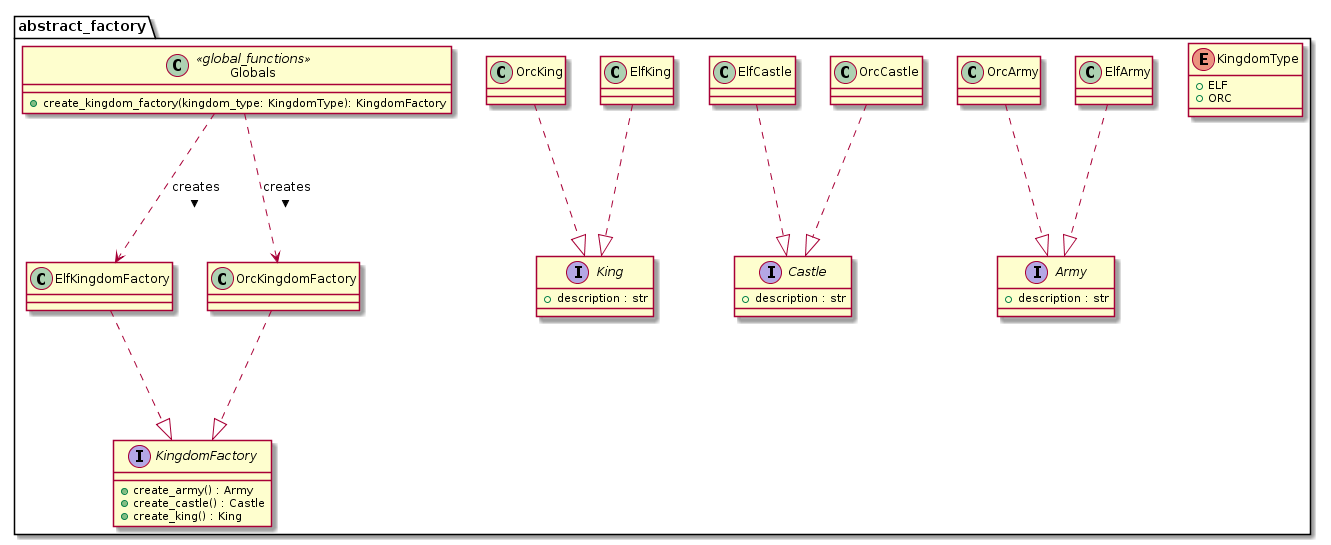 abstract_factory
C «global_functions»
Globals
create_kingdom_factory(kingdom_type: KingdomType): KingdomFactory
C OrcKing
C ElfKing
C ElfCastle
C OrcCastle
C OrcArmy
C ElfArmy
E KingdomType
ELF
ORC
creates
creates
C ElfKingdomFactory
C OrcKingdomFactory
I King
description : str
I Castle
description : str
I Army
description : str
I KingdomFactory
create_army() : Army
create_castle() : Castle
create_king() : King